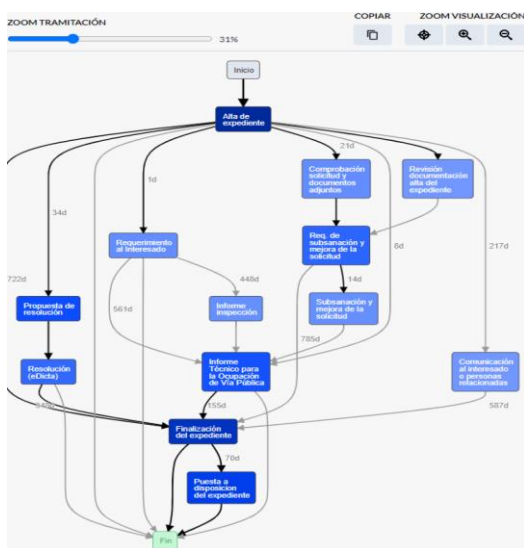 ZOOM TRAMITACIÓN
31%
COPIAR
ZOOM VISUALIZACIÓN
Inicio
Alta de
expediente
21d
1d
34d
8d
217d
Comprobación
solicitud y
documentos
adjuntos
Revisión
documentación
alta del
expediente
Requerimiento
al Interesado
Req. de
subsanación y
mejora de la
solicitud
722d
448d
14d
561d
Propuesta de
resolución
Informe
inspección
Subsanación y
mejora de la
solicitud
785d
Resolución
(eDicta)
Informe
Técnico para
la Ocupación
de Vía Pública
Comunicación
al interesado
o personas
relacionadas
155d
587d
Finalización
del expediente
70d
Puesta a
disposicion
del expediente
Fin